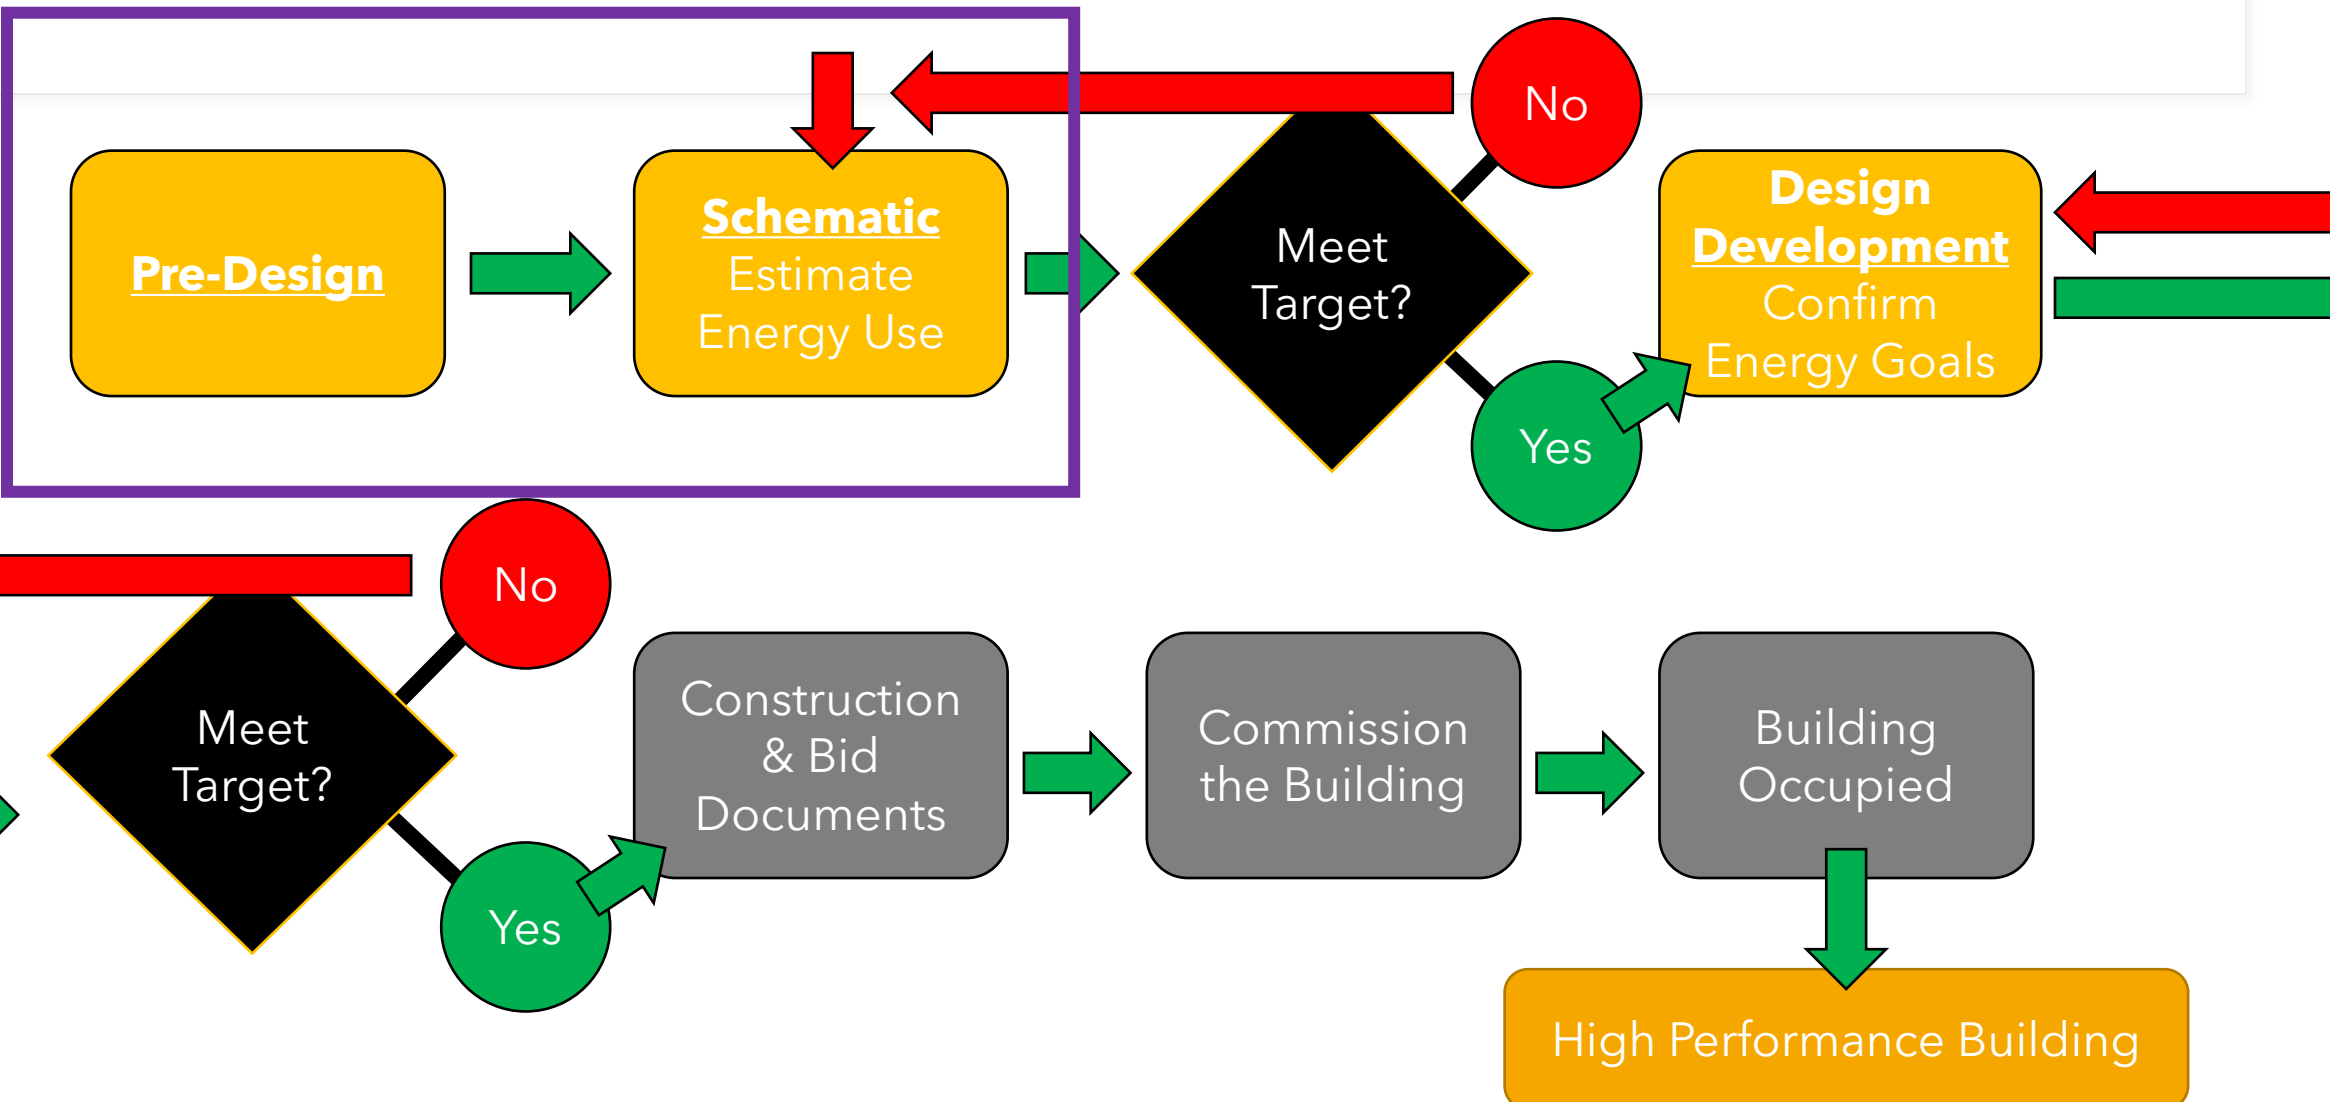 Pre-Design
Schematic
Estimate
Energy Use
Meet
Target?
No
Yes
Design
Development
Confirm
Energy Goals
Meet
Target?
No
Yes
Construction
& Bid
Documents
Commission
the Building
Building
Occupied
High Performance Building